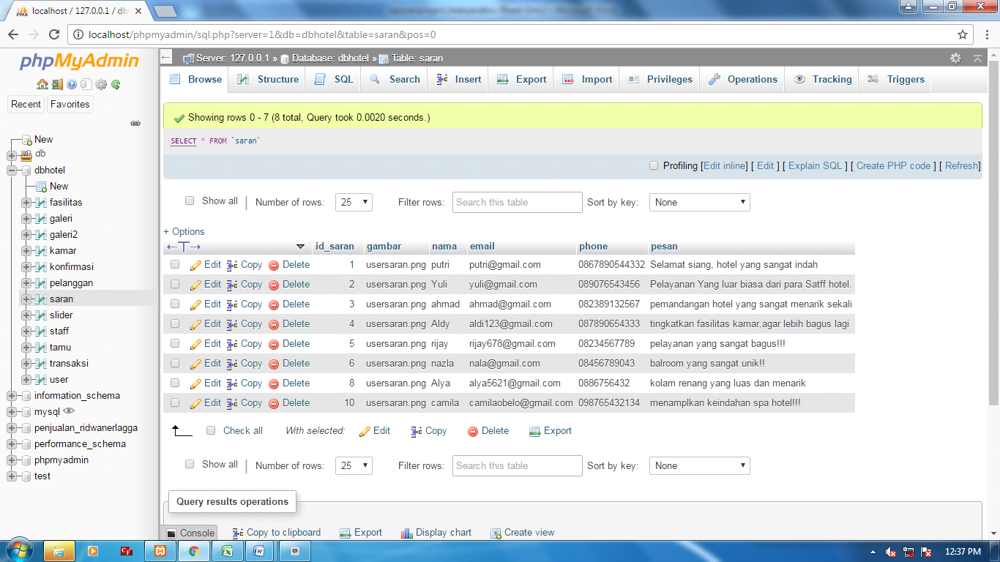 localhost / 127.0.0.1 / db
localhost/phpmyadmin/sql.php?server=1&db=dbhotel&table=saran&pos=0
phpMyAdmin
Recent Favorites
New
db
dbhotel
New
fasilitas
galeri
galeri2
kamar
konfirmasi
pelanggan
saran
slider
staff
tamu
transaksi
user
information_schema
mysql
penjualan_ridwanerlagga
performance_schema
phpmyadmin
test
Server: 127.0.0.1 » Database: dbhotel » Table: saran
Browse Structure SQL Search Insert Export Import Privileges Operations Tracking Triggers
Showing rows 0 - 7 (8 total, Query took 0.0020 seconds.)
SELECT * FROM `saran`
Profiling [Edit inline] [ Edit ] [ Explain SQL ] [ Create PHP code ] [ Refresh]
Show all | Number of rows: 25 Filter rows: Search this table Sort by key: None
+ Options
←T→ id_saran gambar nama email phone pesan
Edit Copy Delete 1 usersaran.png putri putri@gmail.com 0867890544332 Selamat siang, hotel yang sangat indah
Edit Copy Delete 2 usersaran.png Yuli yuli@gmail.com 089076543456 Pelayanan Yang luar biasa dari para Satff hotel.
Edit Copy Delete 3 usersaran.png ahmad ahmad@gmail.com 082389132567 pemandangan hotel yang sangat menarik sekali
Edit Copy Delete 4 usersaran.png Aldy aldi123@gmail.com 087890654333 tingkatkan fasilitas kamar,agar lebih bagus lagi
Edit Copy Delete 5 usersaran.png rijay rijay678@gmail.com 08234567789 pelayanan yang sangat bagus!!!
Edit Copy Delete 6 usersaran.png nazla nala@gmail.com 08456789043 balroom yang sangat unik!!
Edit Copy Delete 8 usersaran.png Alya alya5621@gmail.com 0886756432 kolam renang yang luas dan menarik
Edit Copy Delete 10 usersaran.png camila camilaobelo@gmail.com 098765432134 menamplkan keindahan spa hotel!!!
Check all With selected: Edit Copy Delete Export
Show all | Number of rows: 25 Filter rows: Search this table Sort by key: None
Query results operations
Console Copy to clipboard Export Display chart Create view
12:37 PM